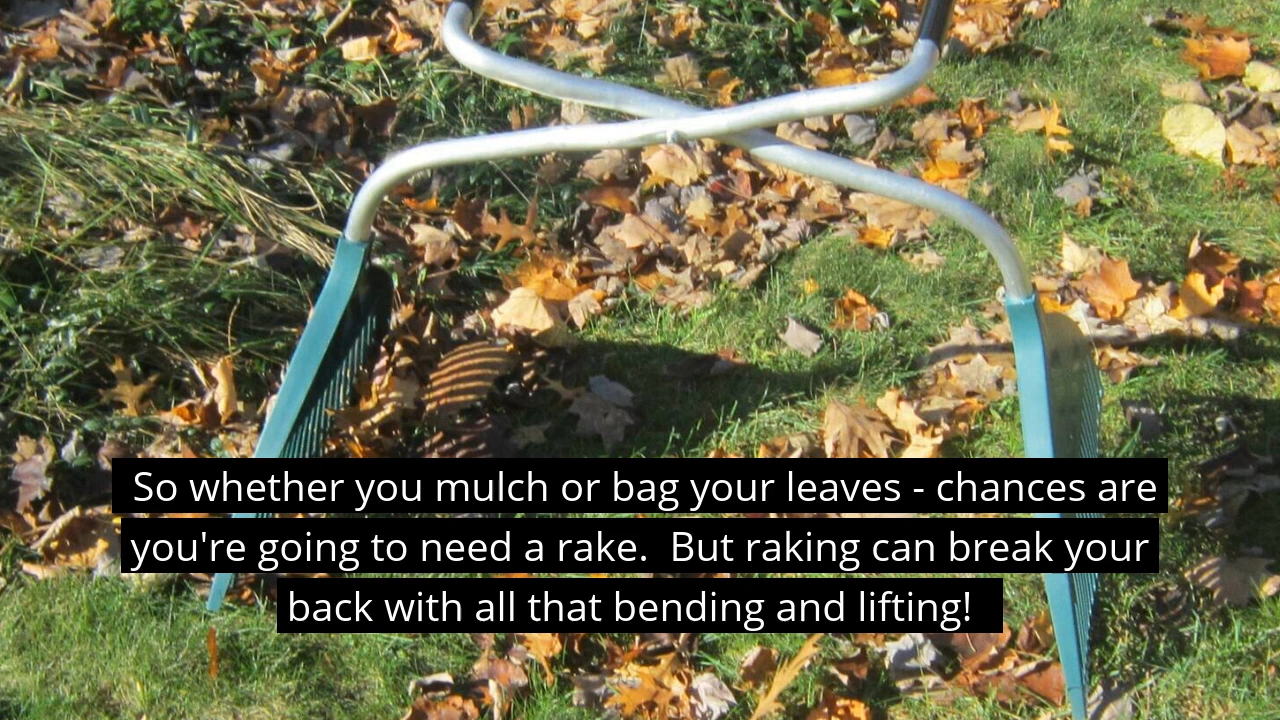 So whether you mulch or bag your leaves - chances are
you're going to need a rake.  But raking can break your
back with all that bending and lifting!